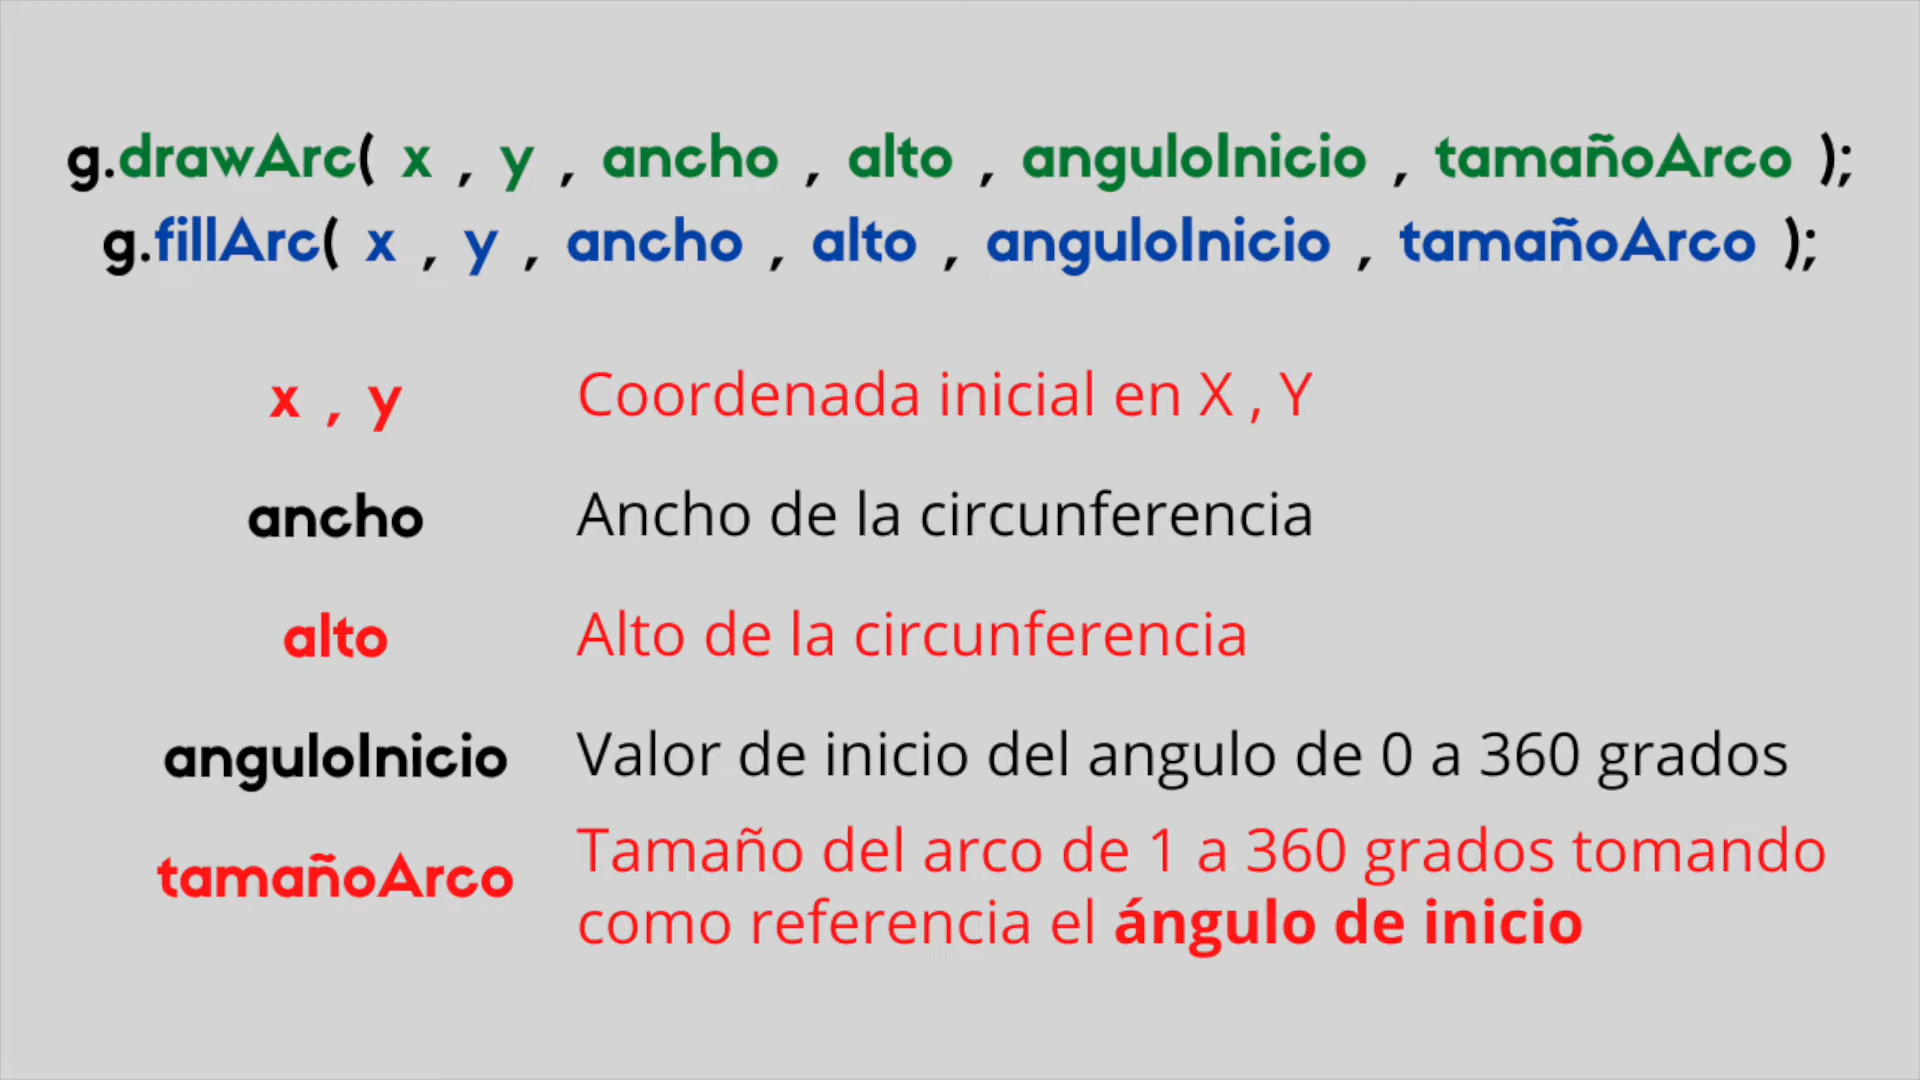 g.drawArc( x , y , ancho , alto , anguloInicio , tamañoArco );
g.fillArc( x , y , ancho , alto , anguloInicio , tamañoArco );
x , y Coordenada inicial en X , Y
ancho Ancho de la circunferencia
alto Alto de la circunferencia
anguloInicio Valor de inicio del angulo de 0 a 360 grados
tamañoArco Tamaño del arco de 1 a 360 grados tomando
como referencia el ángulo de inicio